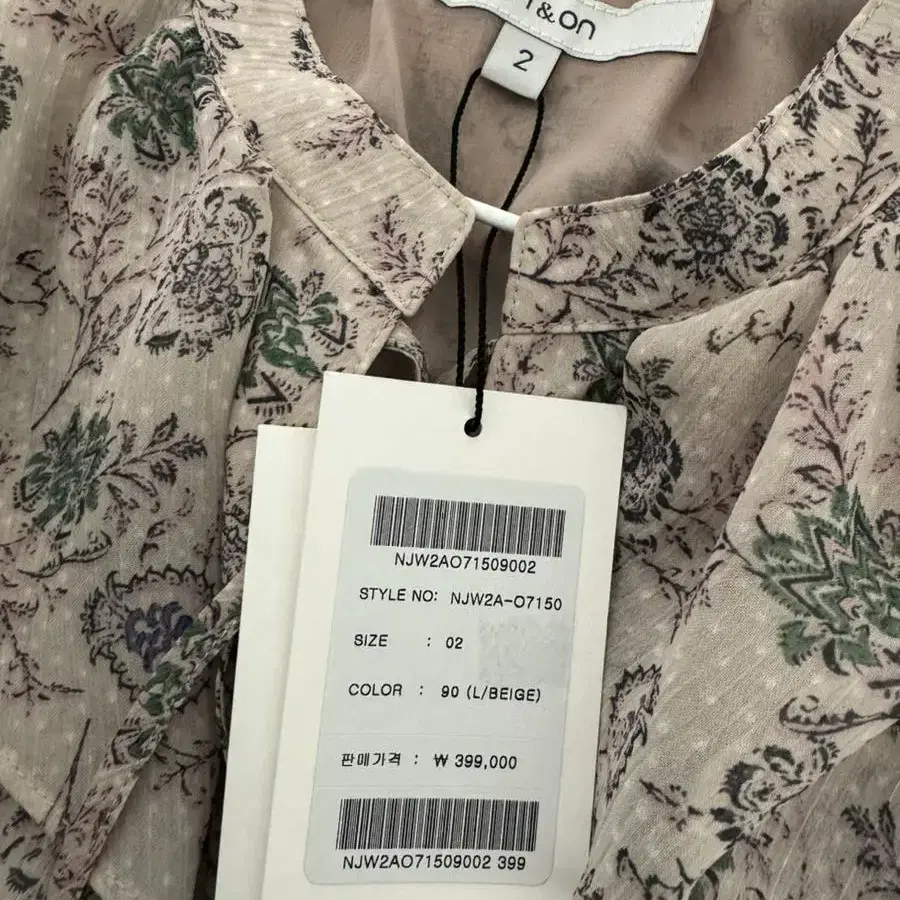 &on
2
NJW2AO71509002
STYLE NO: NJW2A-O7150
SIZE : 02
COLOR : 90 (L/BEIGE)
판매가격 : ₩ 399,000
NJW2AO71509002 399